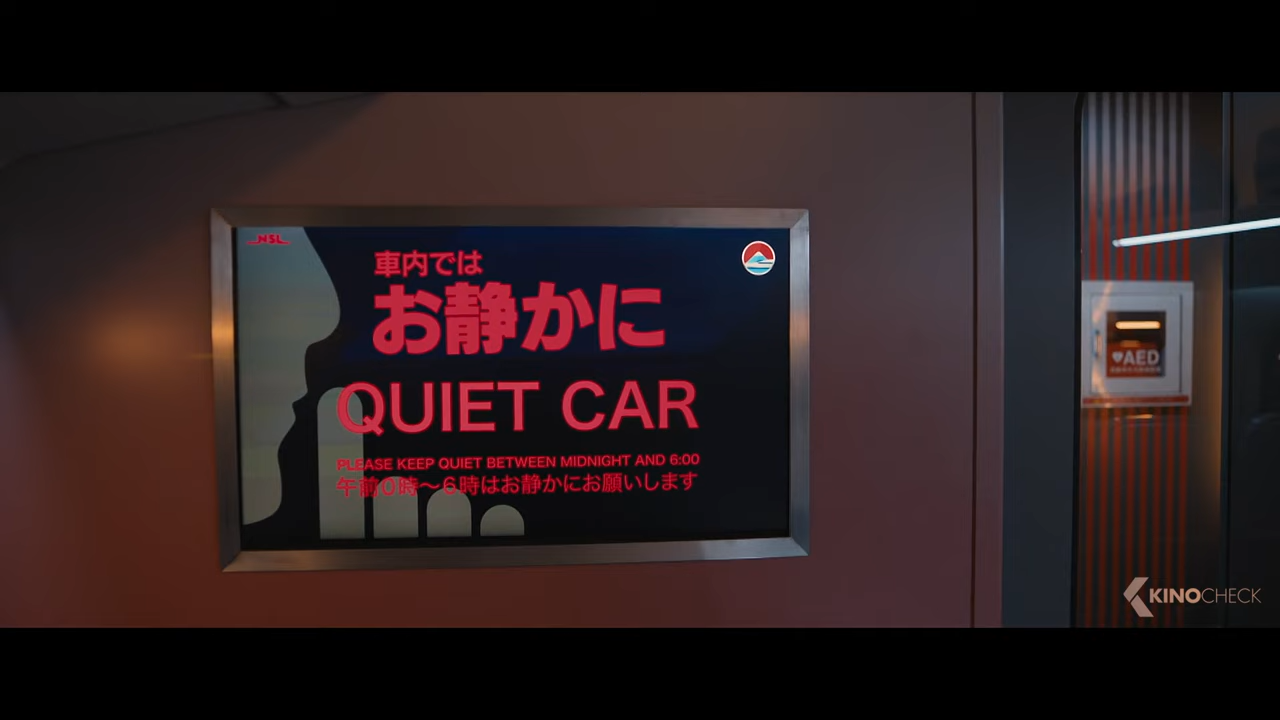 NSL
車内では
お静かに
QUIET CAR
PLEASE KEEP QUIET BETWEEN MIDNIGHT AND 6:00
午前0時〜6時はお静かにお願いします
AED
KINOCHECK